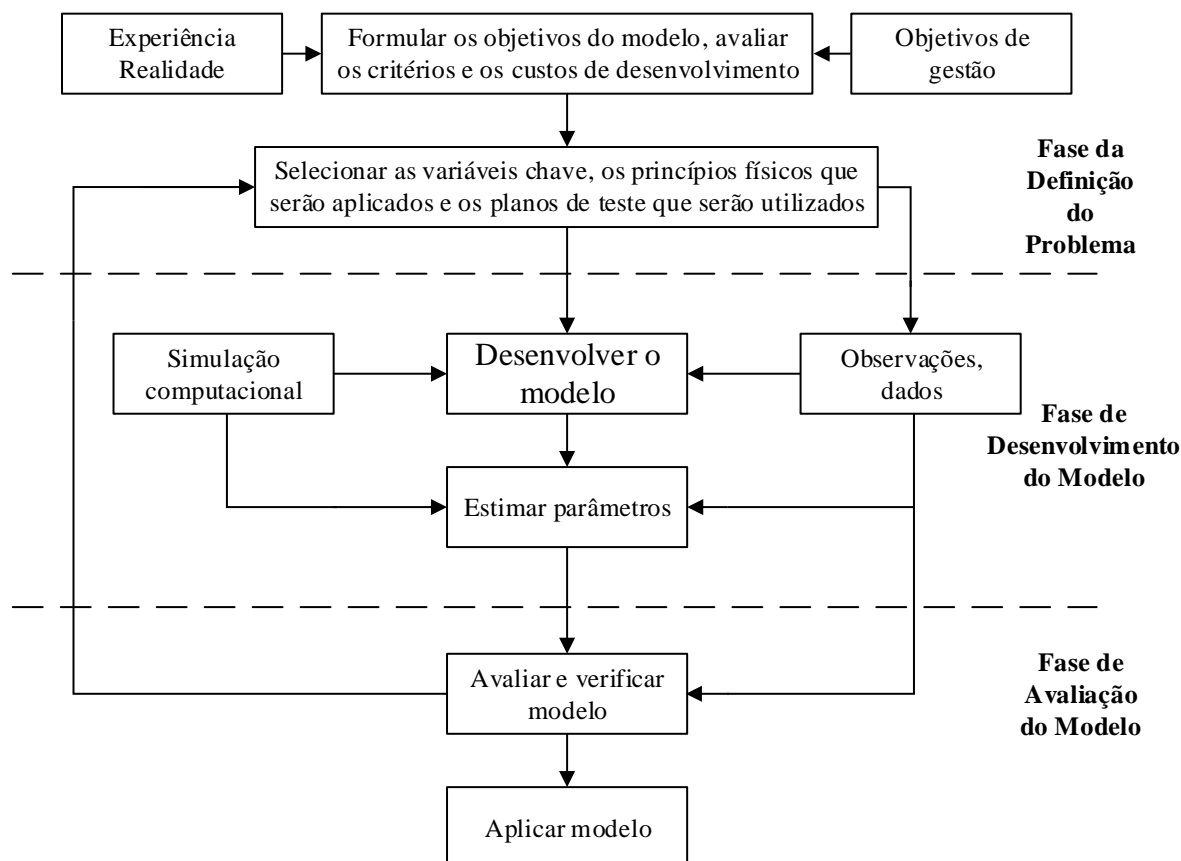 Experiência
Realidade
Formular os objetivos do modelo, avaliar
os critérios e os custos de desenvolvimento
Objetivos de
gestão
Selecionar as variáveis chave, os princípios físicos que
serão aplicados e os planos de teste que serão utilizados
Fase da
Definição
do
Problema
Simulação
computacional
Desenvolver o
modelo
Observações,
dados
Fase de
Desenvolvimento
do Modelo
Estimar parâmetros
Avaliar e verificar
modelo
Fase de
Avaliação
do Modelo
Aplicar modelo